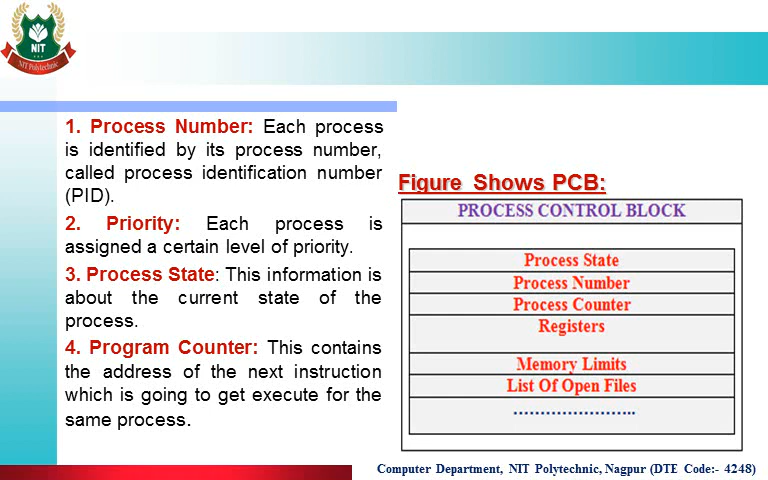 NIT
NIT Polytechnic
1. Process Number: Each process
is identified by its process number,
called process identification number
(PID).
2. Priority: Each process is
assigned a certain level of priority.
3. Process State: This information is
about the current state of the
process.
4. Program Counter: This contains
the address of the next instruction
which is going to get execute for the
same process.
Figure Shows PCB:
PROCESS CONTROL BLOCK
Process State
Process Number
Process Counter
Registers
Memory Limits
List Of Open Files
……………………..
Computer Department, NIT Polytechnic, Nagpur (DTE Code:- 4248)